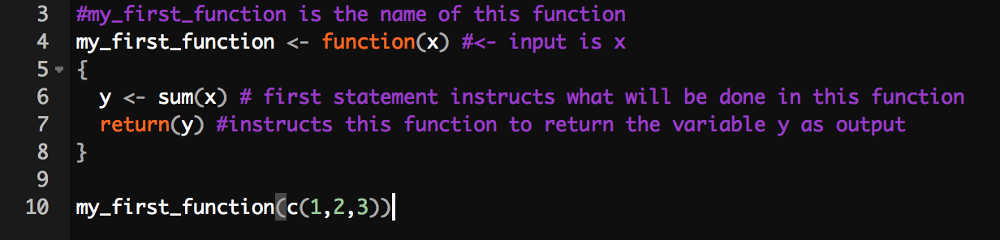 3 #my_first_function is the name of this function
4 my_first_function <- function(x) #<- input is x
5 {
6 y <- sum(x) # first statement instructs what will be done in this function
7 return(y) #instructs this function to return the variable y as output
8 }
9
10 my_first_function(c(1,2,3))